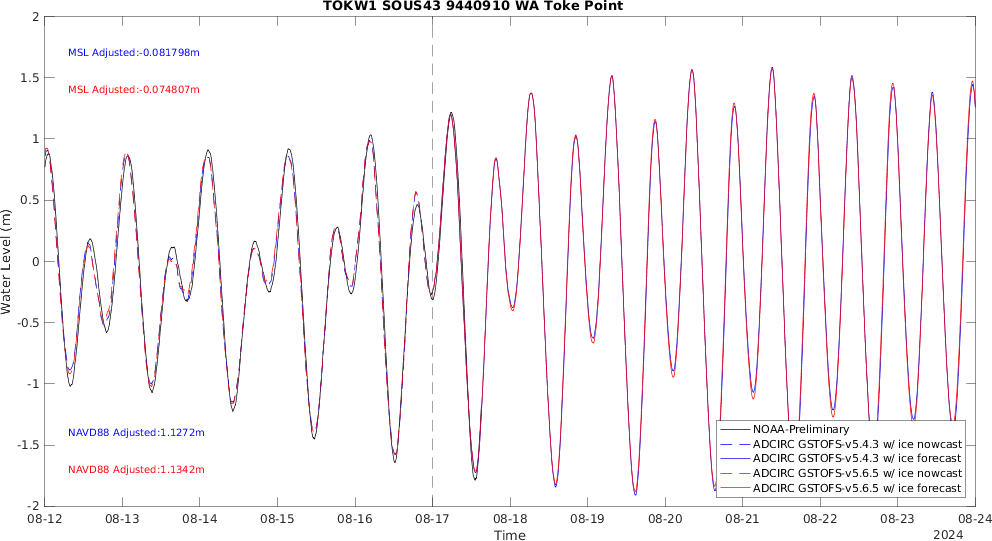 TOKW1 SOUS43 9440910 WA Toke Point
MSL Adjusted:-0.081798m
MSL Adjusted:-0.074807m
NAVD88 Adjusted:1.1272m
NAVD88 Adjusted:1.1342m
Water Level (m)
2
1.5
1
0.5
0
-0.5
-1
-1.5
-2
NOAA-Preliminary
ADCIRC GSTOFS-v5.4.3 w/ ice nowcast
ADCIRC GSTOFS-v5.4.3 w/ ice forecast
ADCIRC GSTOFS-v5.6.5 w/ ice nowcast
ADCIRC GSTOFS-v5.6.5 w/ ice forecast
08-12 08-13 08-14 08-15 08-16 08-17 08-18 08-19 08-20 08-21 08-22 08-23 08-24
Time
2024